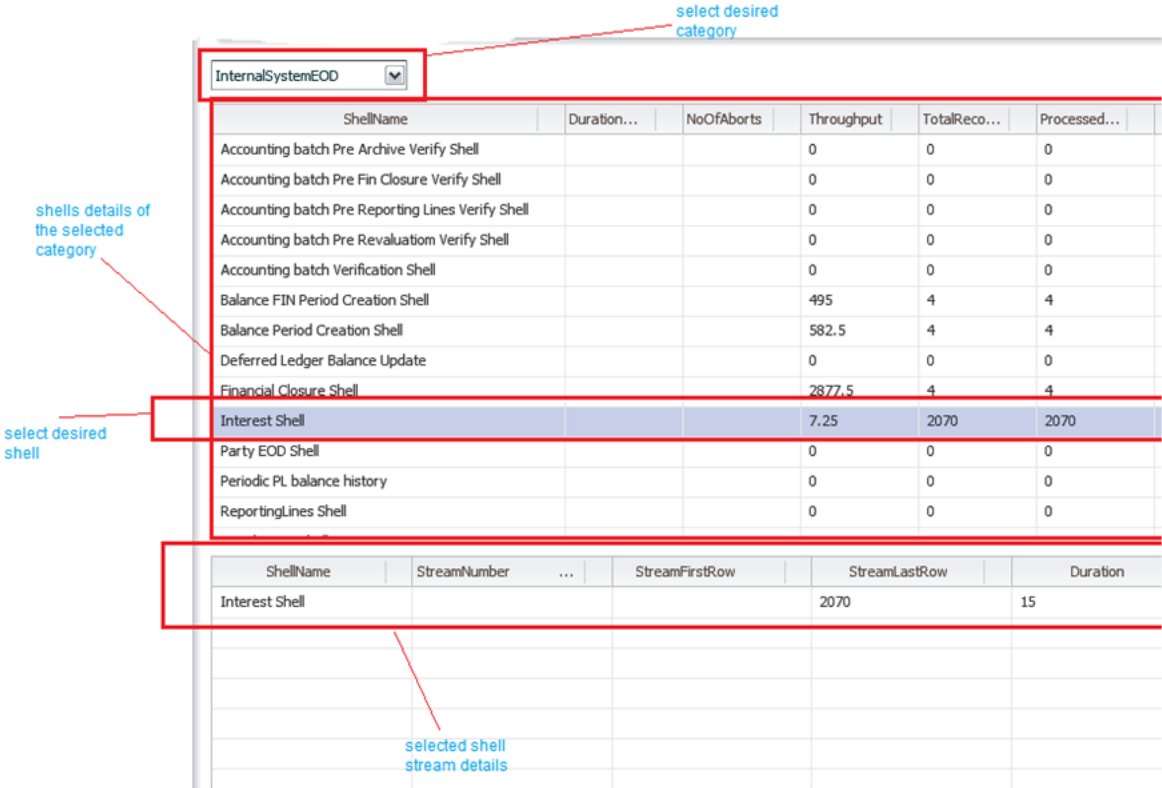 select desired
category
InternalSystemEOD
ShellName Duration... NoOfAborts Throughput TotalReco... Processed...
Accounting batch Pre Archive Verify Shell 0 0 0
Accounting batch Pre Fin Closure Verify Shell 0 0 0
Accounting batch Pre Reporting Lines Verify Shell 0 0 0
Accounting batch Pre Revaluatiom Verify Shell 0 0 0
Accounting batch Verification Shell 0 0 0
Balance FIN Period Creation Shell 495 4 4
Balance Period Creation Shell 582.5 4 4
Deferred Ledger Balance Update 0 0 0
Financial Closure Shell 2877.5 4 4
Interest Shell 7.25 2070 2070
Party EOD Shell 0 0 0
Periodic PL balance history 0 0 0
ReportingLines Shell 0 0 0
shells details of
the selected
category
select desired
shell
ShellName StreamNumber ... StreamFirstRow StreamLastRow Duration
Interest Shell 2070 15
selected shell
stream details